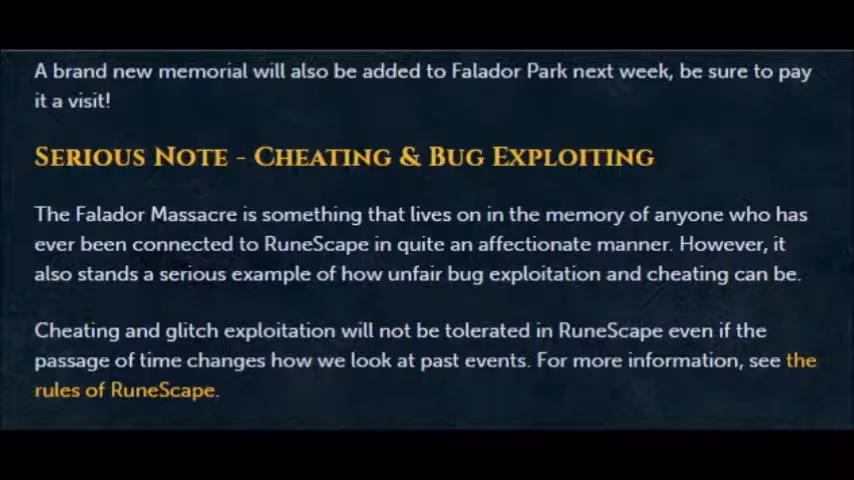 A brand new memorial will also be added to Falador Park next week, be sure to pay
it a visit!
Serious Note - Cheating & Bug Exploiting
The Falador Massacre is something that lives on in the memory of anyone who has
ever been connected to RuneScape in quite an affectionate manner. However, it
also stands a serious example of how unfair bug exploitation and cheating can be.
Cheating and glitch exploitation will not be tolerated in RuneScape even if the
passage of time changes how we look at past events. For more information, see the
rules of RuneScape.